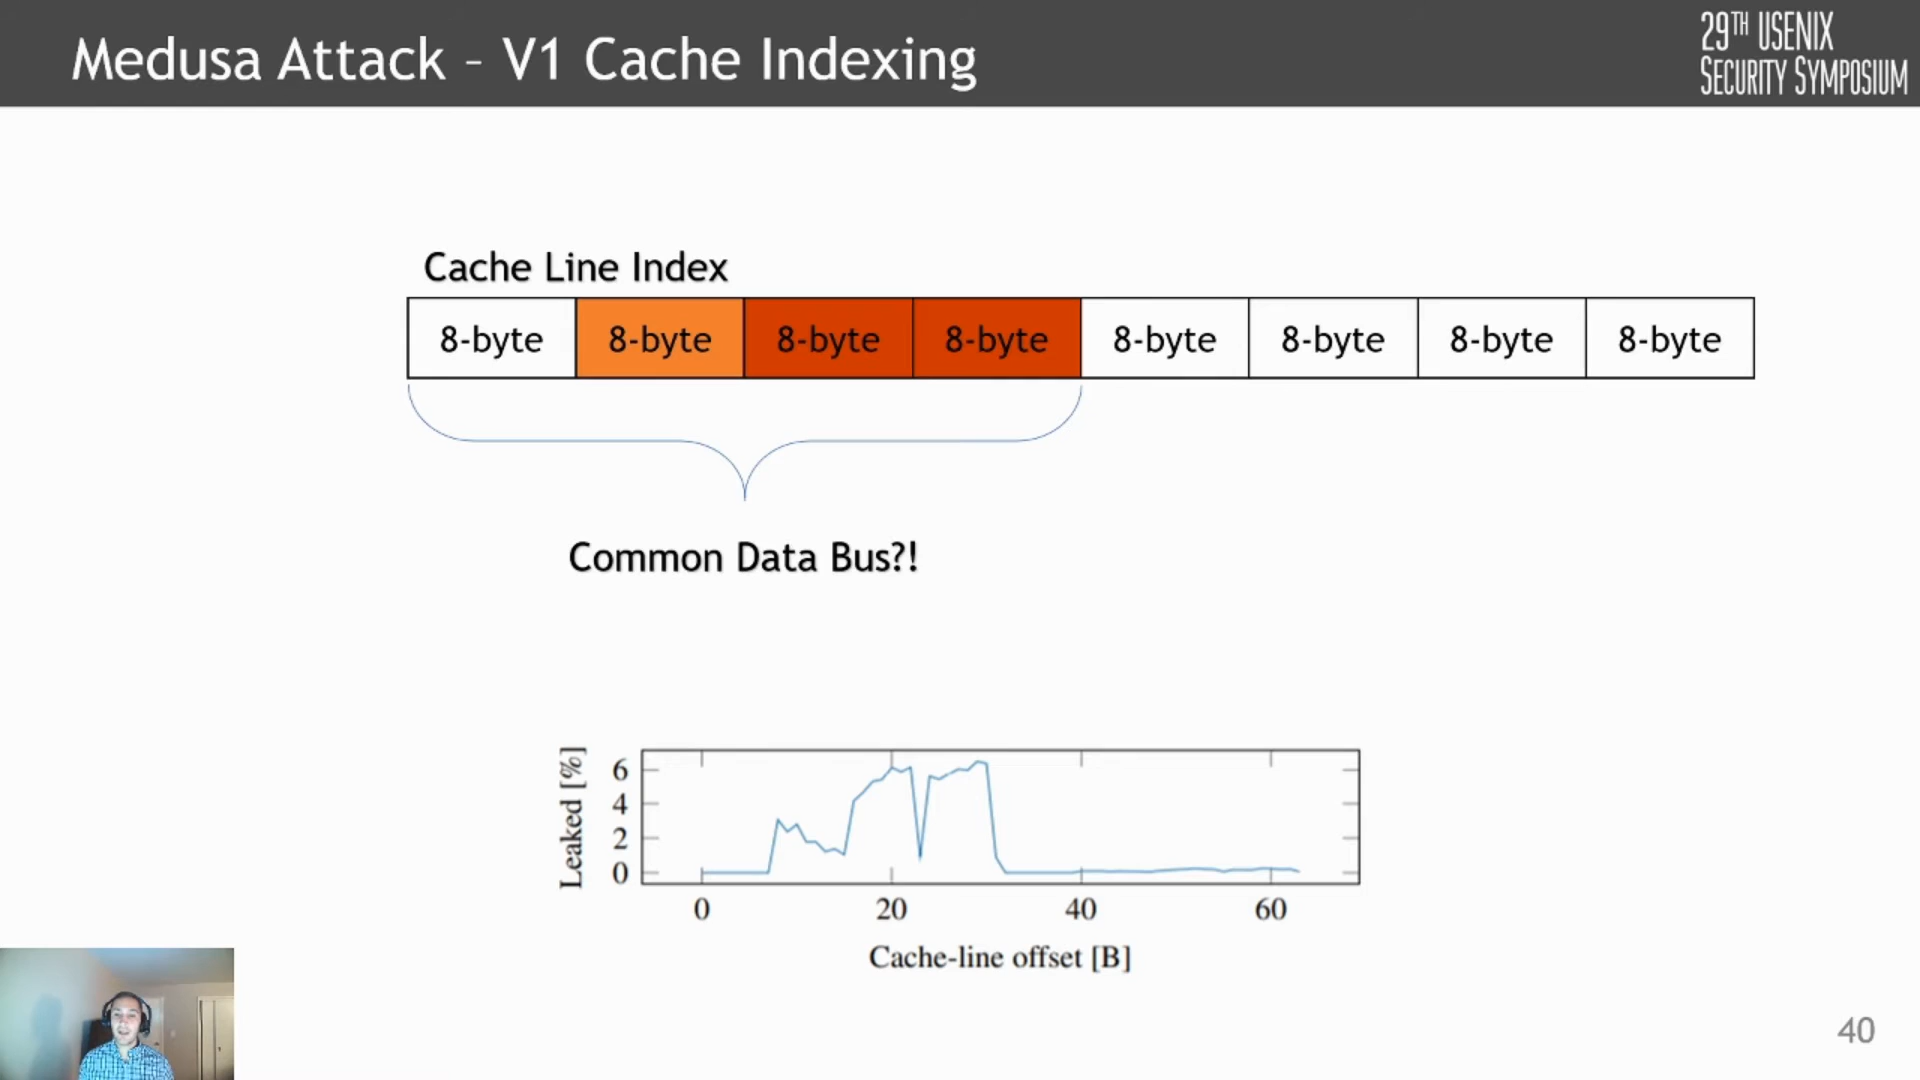 Medusa Attack – V1 Cache Indexing
29TH USENIX
SECURITY SYMPOSIUM
Cache Line Index
8-byte 8-byte 8-byte 8-byte 8-byte 8-byte 8-byte 8-byte
Common Data Bus?!
Leaked [%]
6
4
2
0
0 20 40 60
Cache-line offset [B]
40